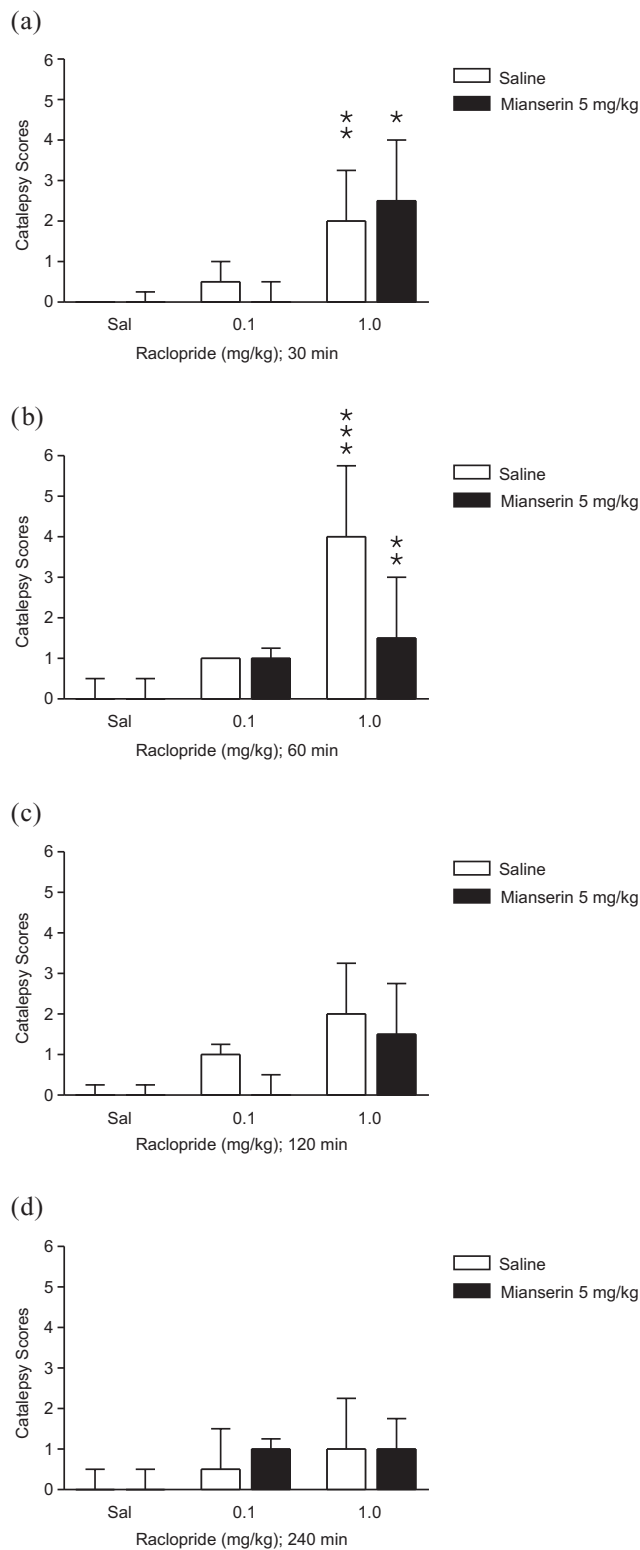 (a)
6
5
4
3
2
1
0
Catalepsy Scores
Saline
Mianserin 5 mg/kg
**
*
Sal 0.1 1.0
Raclopride (mg/kg); 30 min
(b)
6
5
4
3
2
1
0
Catalepsy Scores
Saline
Mianserin 5 mg/kg
***
**
Sal 0.1 1.0
Raclopride (mg/kg); 60 min
(c)
6
5
4
3
2
1
0
Catalepsy Scores
Saline
Mianserin 5 mg/kg
Sal 0.1 1.0
Raclopride (mg/kg); 120 min
(d)
6
5
4
3
2
1
0
Catalepsy Scores
Saline
Mianserin 5 mg/kg
Sal 0.1 1.0
Raclopride (mg/kg); 240 min